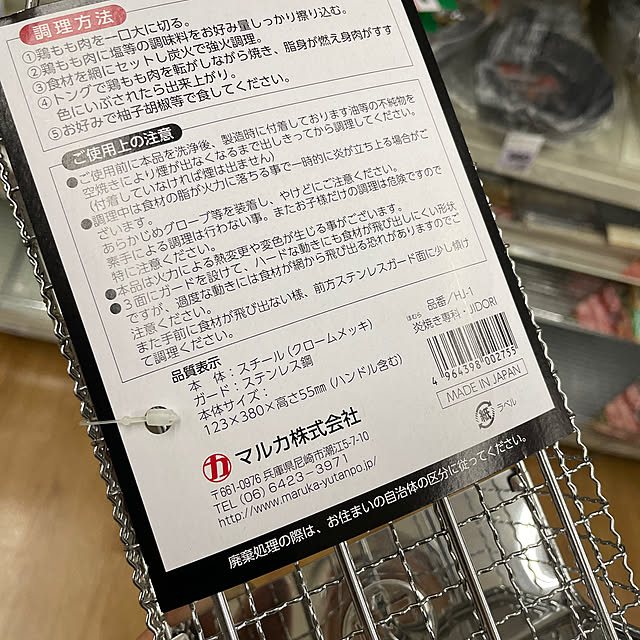 調理方法
①鶏もも肉を一口大に切る。
②鶏もも肉に塩等の調味料をお好み量しっかり擦り込む。
③食材を網にセットし炭火で強火調理。
④トングで鶏もも肉を転がしながら焼き、脂身が燃え身肉がすす
色にいぶされたら出来上がり。
⑤お好みで柚子胡椒等で食してください。
ご使用上の注意
●ご使用前に本品を洗浄後、製造時に付着しております油等の不純物を
空焼きにより煙が出なくなるまで出しきってから調理してください。
(付着していなければ煙は出ません)
●調理中は食材の脂が火力に落ちる事で一時的に炎が立ち上る場合がご
ざいます。
あらかじめグローブ等を装着し、やけどにご注意ください。
素手による調理は行わない事。またお子様だけの調理は危険ですので
特に注意ください。
●本品は火力による熱変更や変色が生じる事がございます。
●3面にガードを設けて、ハードな動きにも食材が飛び出しにくい形状
ですが、過度な動きには食材が網から飛び出る恐れがありますのでご
注意ください。
また手前に食材が飛び出ない様、前方ステンレスガード面に少し傾け
て調理ください。
品質表示
本 体：スチール(クロームメッキ)
ガード：ステンレス鋼
本体サイズ：
123×380×高さ55㎜(ハンドル含む)
品番／HJ-1
ほむら
炎焼き専科・JIDORI
4 964398 002755
MADE IN JAPAN
紙
ラベル
マルカ株式会社
〒661-0976 兵庫県尼崎市潮江5-7-10
TEL (06) 6423-3971
http://www.maruka-yutanpo.jp/
廃棄処理の際は、お住まいの自治体の区分に従ってください。